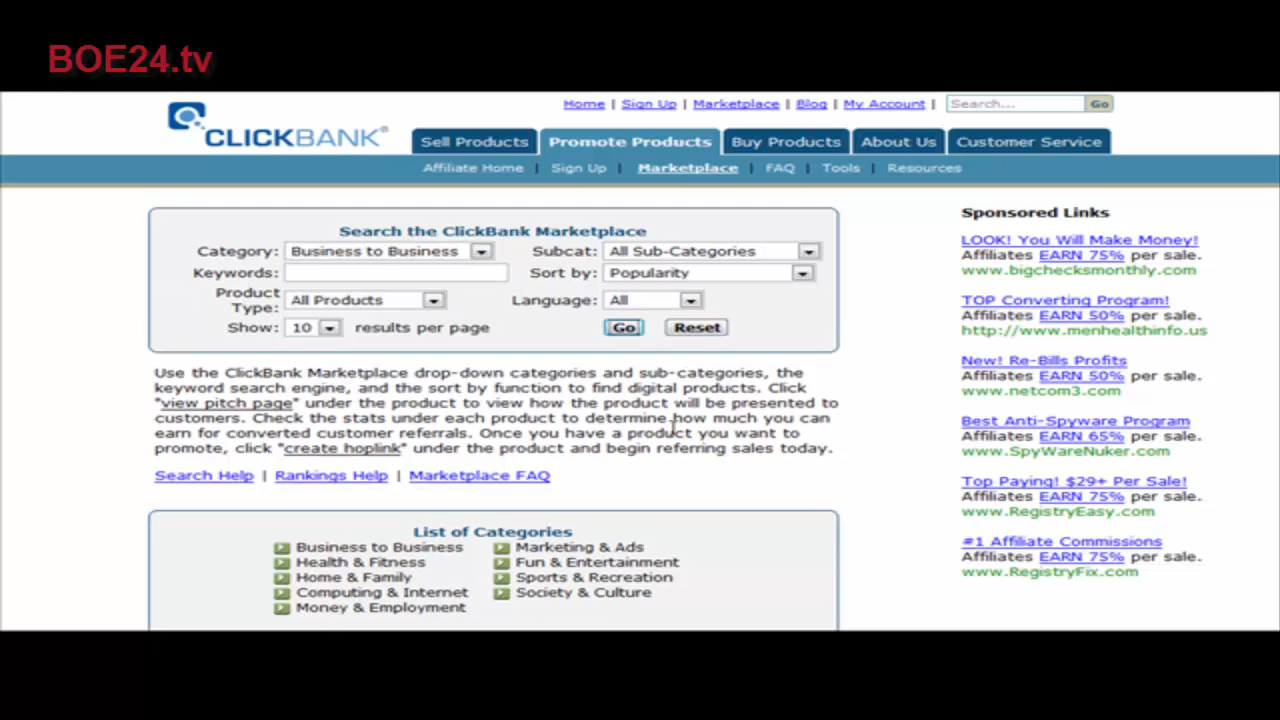 BOE24.tv
Home | Sign Up | Marketplace | Blog | My Account | Search... Go
CLICKBANK®
Sell Products Promote Products Buy Products About Us Customer Service
Affiliate Home | Sign Up | Marketplace | FAQ | Tools | Resources
Search the ClickBank Marketplace
Category: Business to Business Subcat: All Sub-Categories
Keywords: Sort by: Popularity
Product Type: All Products Language: All
Show: 10 results per page Go Reset
Use the ClickBank Marketplace drop-down categories and sub-categories, the
keyword search engine, and the sort by function to find digital products. Click
"view pitch page" under the product to view how the product will be presented to
customers. Check the stats under each product to determine how much you can
earn for converted customer referrals. Once you have a product you want to
promote, click "create hoplink" under the product and begin referring sales today.
Search Help | Rankings Help | Marketplace FAQ
List of Categories
Business to Business Marketing & Ads
Health & Fitness Fun & Entertainment
Home & Family Sports & Recreation
Computing & Internet Society & Culture
Money & Employment
Sponsored Links
LOOK! You Will Make Money!
Affiliates EARN 75% per sale.
www.bigchecksmonthly.com
TOP Converting Program!
Affiliates EARN 50% per sale.
http://www.menhealthinfo.us
New! Re-Bills Profits
Affiliates EARN 50% per sale.
www.netcom3.com
Best Anti-Spyware Program
Affiliates EARN 65% per sale.
www.SpyWareNuker.com
Top Paying! $29+ Per Sale!
Affiliates EARN 75% per sale.
www.RegistryEasy.com
#1 Affiliate Commissions
Affiliates EARN 75% per sale.
www.RegistryFix.com